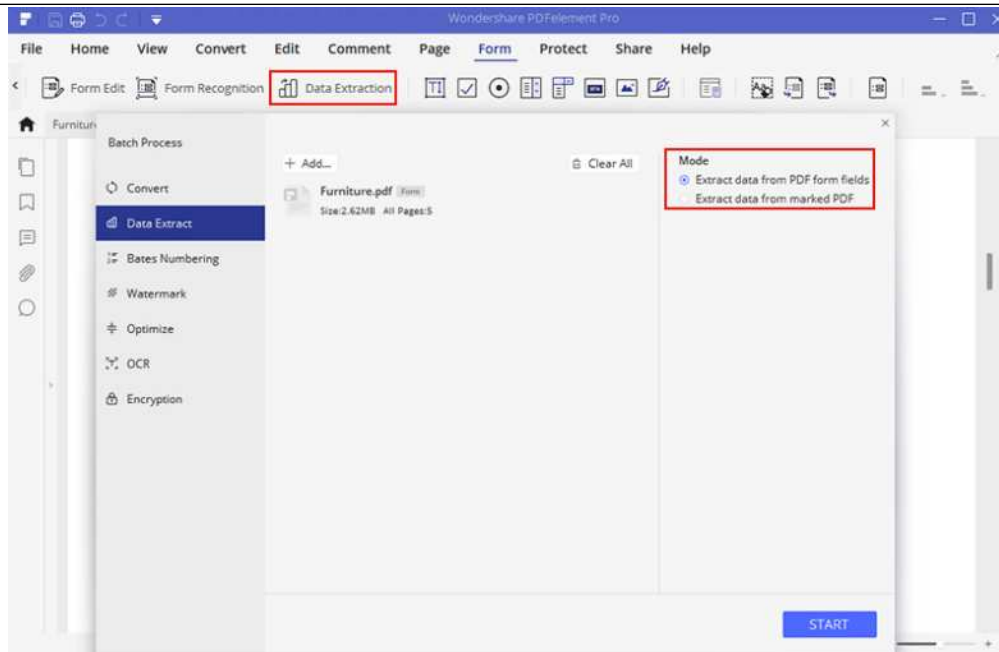 Wondershare PDFelement Pro
File Home View Convert Edit Comment Page Form Protect Share Help
Form Edit Form Recognition Data Extraction
Furnitur
Batch Process
Convert
Data Extract
Bates Numbering
Watermark
Optimize
OCR
Encryption
+ Add...
Clear All
Furniture.pdf Form
Size:2.62MB All Pages:5
Mode
Extract data from PDF form fields
Extract data from marked PDF
START